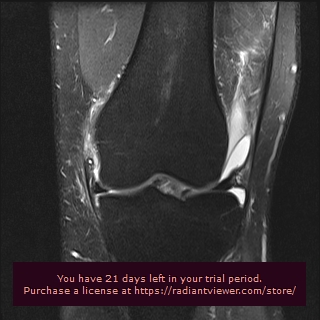 You have 21 days left in your trial period.
Purchase a license at https://radiantviewer.com/store/